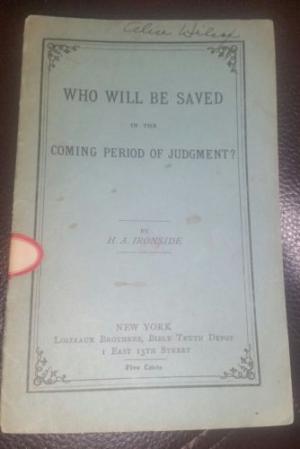 Alice Wilson
WHO WILL BE SAVED
IN THE
COMING PERIOD OF JUDGMENT?
BY
H. A. IRONSIDE
NEW YORK
LOIZEAUX BROTHERS, BIBLE TRUTH DEPOT
1 EAST 13TH STREET
Five Cents